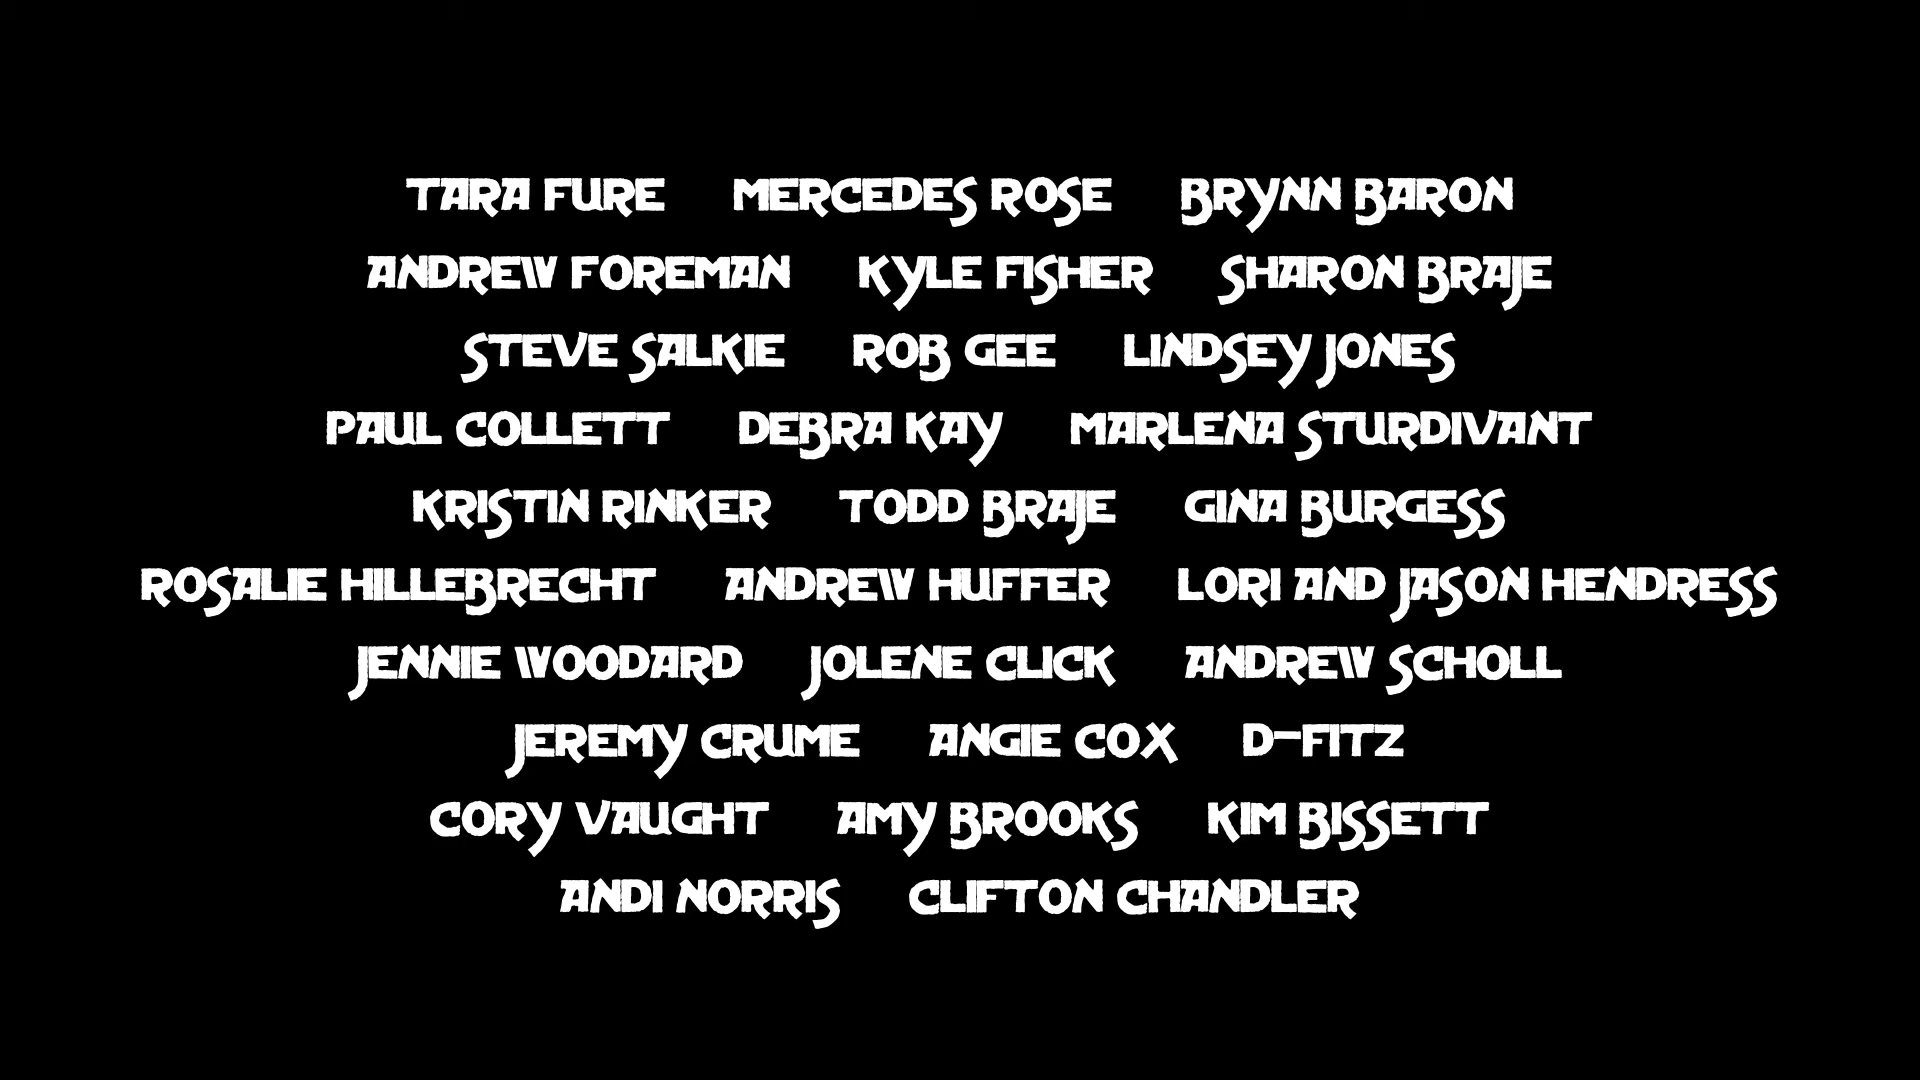 TARA FURE MERCEDES ROSE BRYNN BARON
ANDREW FOREMAN KYLE FISHER SHARON BRAJE
STEVE SALKIE ROB GEE LINDSEY JONES
PAUL COLLETT DEBRA KAY MARLENA STURDIVANT
KRISTIN RINKER TODD BRAJE GINA BURGESS
ROSALIE HILLEBRECHT ANDREW HUFFER LORI AND JASON HENDRESS
JENNIE WOODARD JOLENE CLICK ANDREW SCHOLL
JEREMY CRUME ANGIE COX D-FITZ
CORY VAUGHT AMY BROOKS KIM BISSETT
ANDI NORRIS CLIFTON CHANDLER